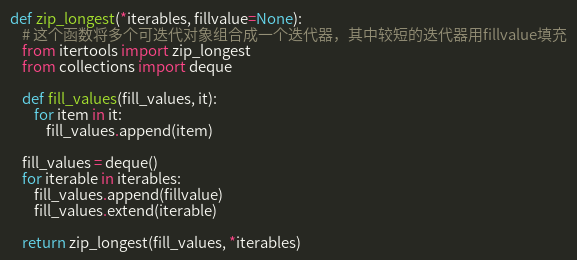 def zip_longest(*iterables, fillvalue=None):
    # 这个函数将多个可迭代对象组合成一个迭代器，其中较短的迭代器用fillvalue填充
    from itertools import zip_longest
    from collections import deque

    def fill_values(fill_values, it):
        for item in it:
            fill_values.append(item)

    fill_values = deque()
    for iterable in iterables:
        fill_values.append(fillvalue)
        fill_values.extend(iterable)

    return zip_longest(fill_values, *iterables)